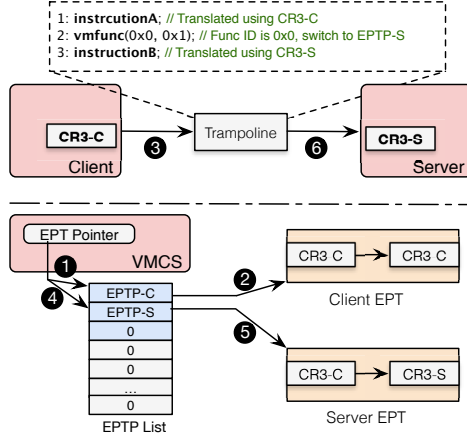 1: instrcutionA; // Translated using CR3-C
2: vmfunc(0x0, 0x1); // Func ID is 0x0, switch to EPTP-S
3: instructionB; // Translated using CR3-S
CR3-C
Trampoline
CR3-S
Client
3
6
Server
EPT Pointer
VMCS
1
4
2
5
EPTP-C
EPTP-S
0
0
0
...
0
EPTP List
CR3 C
CR3 C
Client EPT
CR3-C
CR3-S
Server EPT